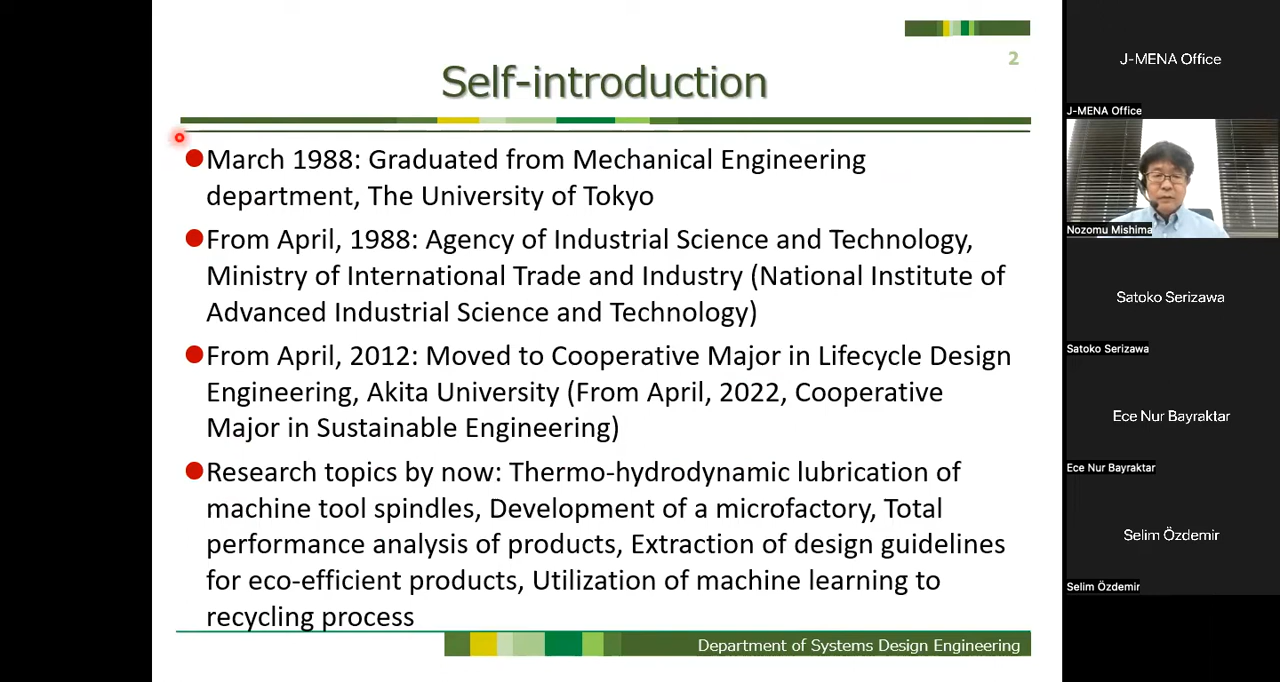 2
Self-introduction
March 1988: Graduated from Mechanical Engineering
department, The University of Tokyo
From April, 1988: Agency of Industrial Science and Technology,
Ministry of International Trade and Industry (National Institute of
Advanced Industrial Science and Technology)
From April, 2012: Moved to Cooperative Major in Lifecycle Design
Engineering, Akita University (From April, 2022, Cooperative
Major in Sustainable Engineering)
Research topics by now: Thermo-hydrodynamic lubrication of
machine tool spindles, Development of a microfactory, Total
performance analysis of products, Extraction of design guidelines
for eco-efficient products, Utilization of machine learning to
recycling process
Department of Systems Design Engineering
J-MENA Office
J-MENA Office
Nozomu Mishima
Satoko Serizawa
Satoko Serizawa
Ece Nur Bayraktar
Ece Nur Bayraktar
Selim Özdemir
Selim Özdemir